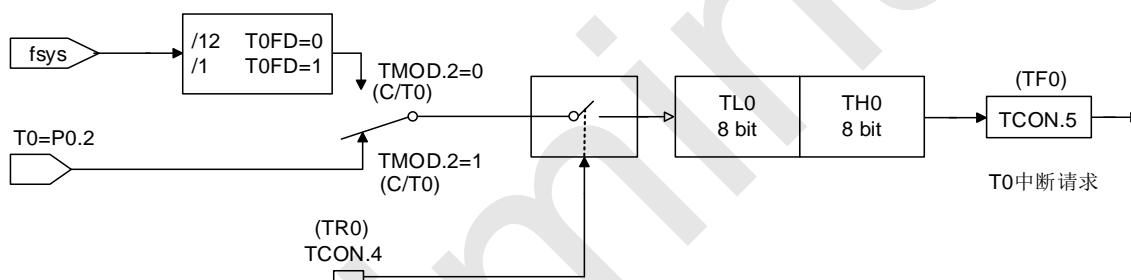 fsys
/12 T0FD=0
/1 T0FD=1
TMOD.2=0
(C/T0)
T0=P0.2
TMOD.2=1
(C/T0)
(TR0)
TCON.4
TL0
8 bit
TH0
8 bit
(TF0)
TCON.5
T0中断请求